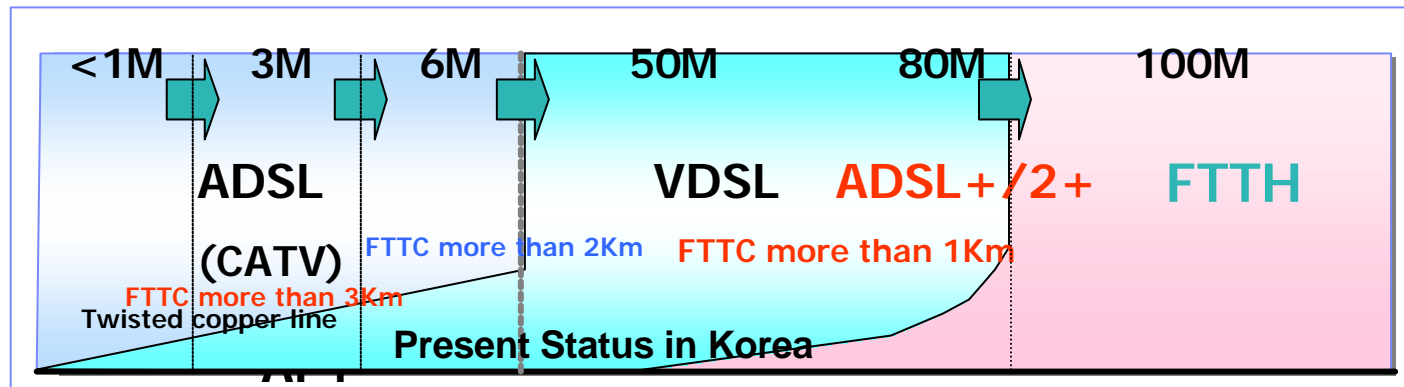 <1M 3M 6M 50M 80M 100M
ADSL VDSL ADSL+/2+ FTTH
(CATV) FTTC more than 2Km FTTC more than 1Km
FTTC more than 3Km
Twisted copper line
Present Status in Korea